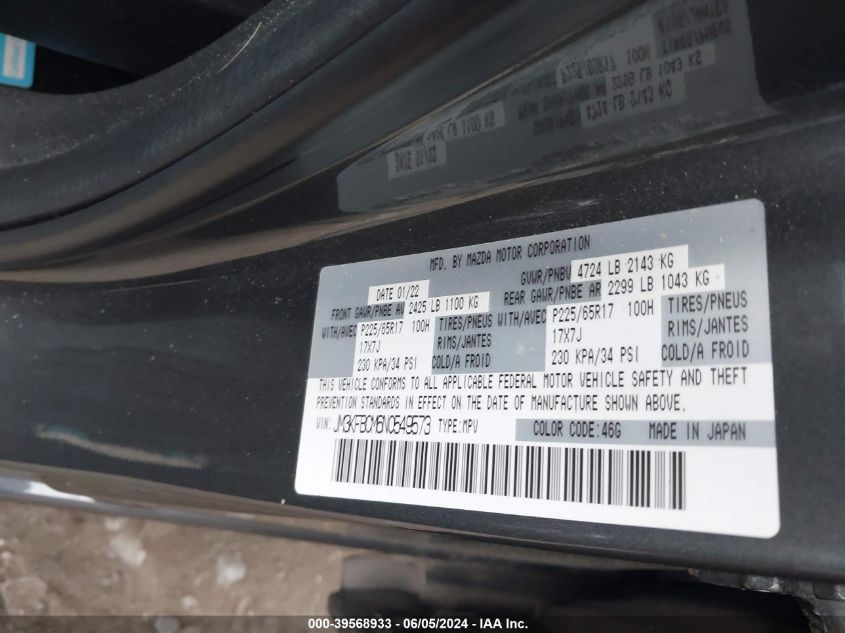 MFD. BY MAZDA MOTOR CORPORATION
DATE 01/22
GVWR/PNBV 4724 LB 2143 KG
FRONT GAWR/PNBE AV 2425 LB 1100 KG
REAR GAWR/PNBE AR 2299 LB 1043 KG
WITH/AVEC P225/65R17 100H TIRES/PNEUS
17X7J RIMS/JANTES
230 KPA/34 PSI COLD/A FROID
WITH/AVEC P225/65R17 100H TIRES/PNEUS
17X7J RIMS/JANTES
230 KPA/34 PSI COLD/A FROID
THIS VEHICLE CONFORMS TO ALL APPLICABLE FEDERAL MOTOR VEHICLE SAFETY AND THEFT
PREVENTION STANDARDS IN EFFECT ON THE DATE OF MANUFACTURE SHOWN ABOVE.
VIN: JM3KFBCM6NC549573 TYPE:MPV COLOR CODE:46G MADE IN JAPAN
000-39568933 - 06/05/2024 - IAA Inc.